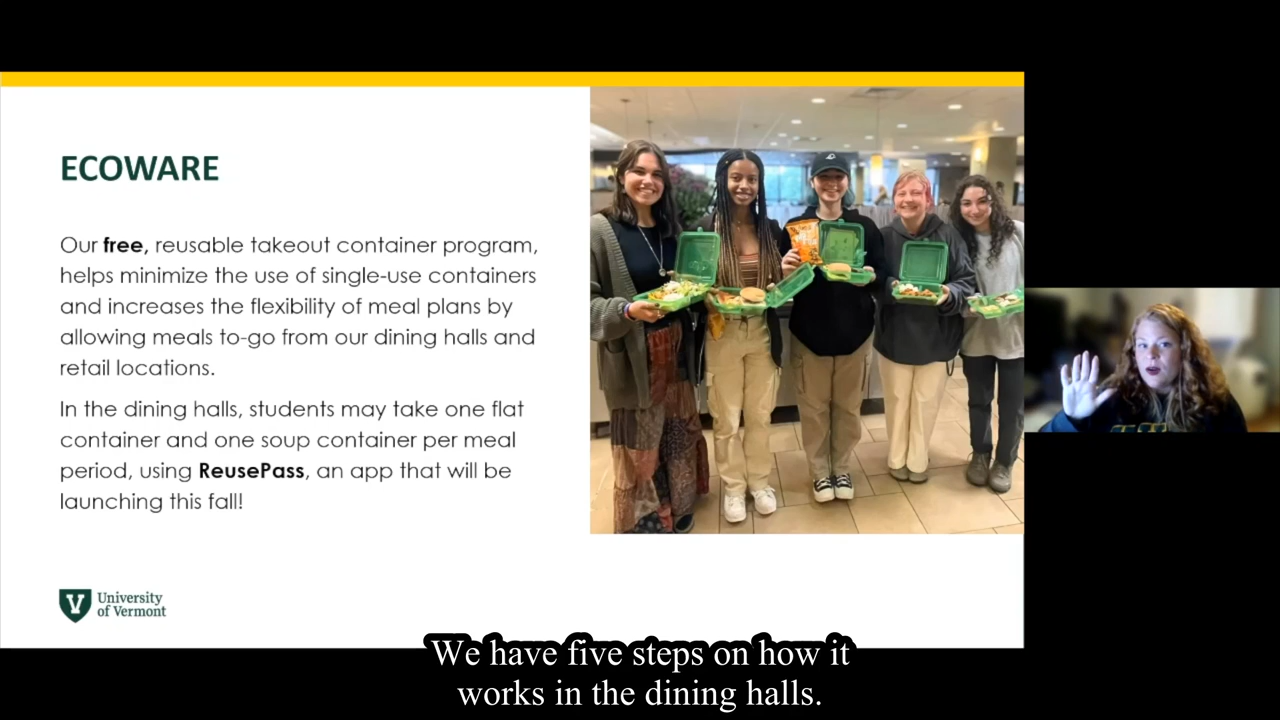 ECOWARE
Our free, reusable takeout container program,
helps minimize the use of single-use containers
and increases the flexibility of meal plans by
allowing meals to-go from our dining halls and
retail locations.
In the dining halls, students may take one flat
container and one soup container per meal
period, using ReusePass, an app that will be
launching this fall!
V University
of Vermont
We have five steps on how it
works in the dining halls.